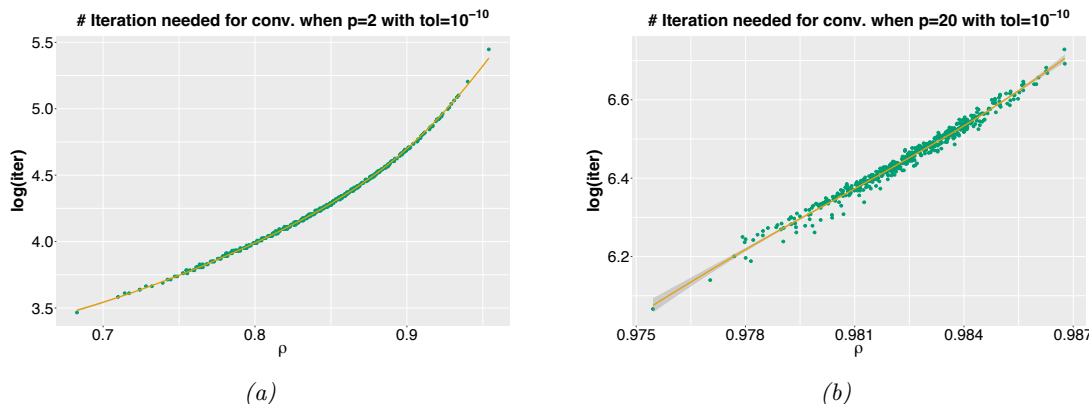 # Iteration needed for conv. when p=2 with tol=10⁻¹⁰
log(iter)
5.5
5.0
4.5
4.0
3.5
0.7 0.8 0.9
ρ
(a)
# Iteration needed for conv. when p=20 with tol=10⁻¹⁰
log(iter)
6.6
6.4
6.2
0.975 0.978 0.981 0.984 0.987
ρ
(b)